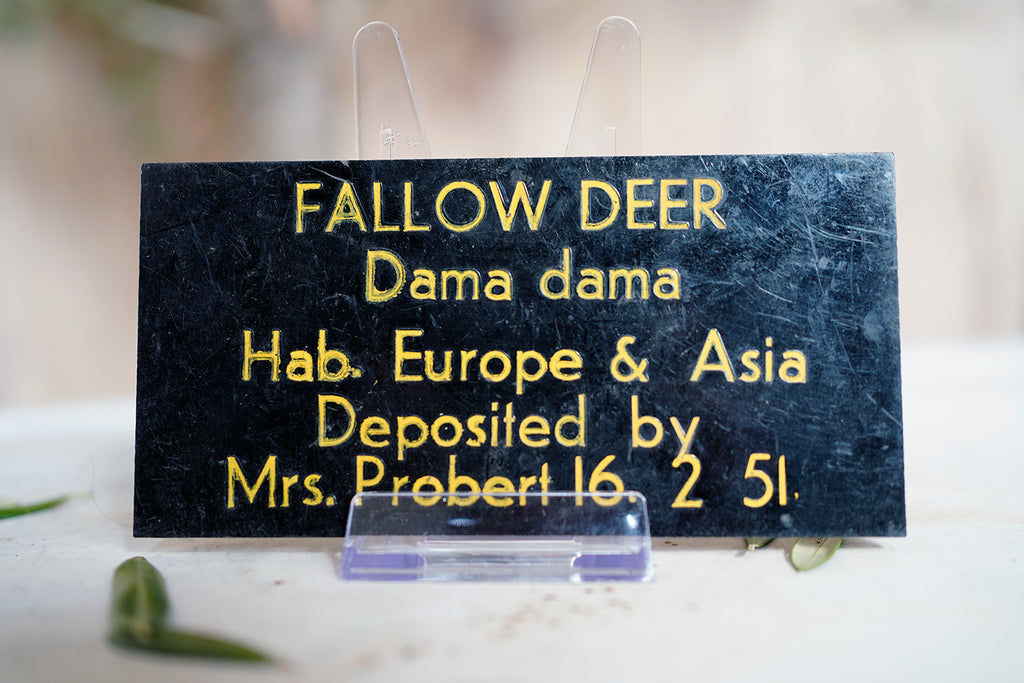 FALLOW DEER
Dama dama
Hab. Europe & Asia
Deposited by
Mrs. Probert 16. 2 51.